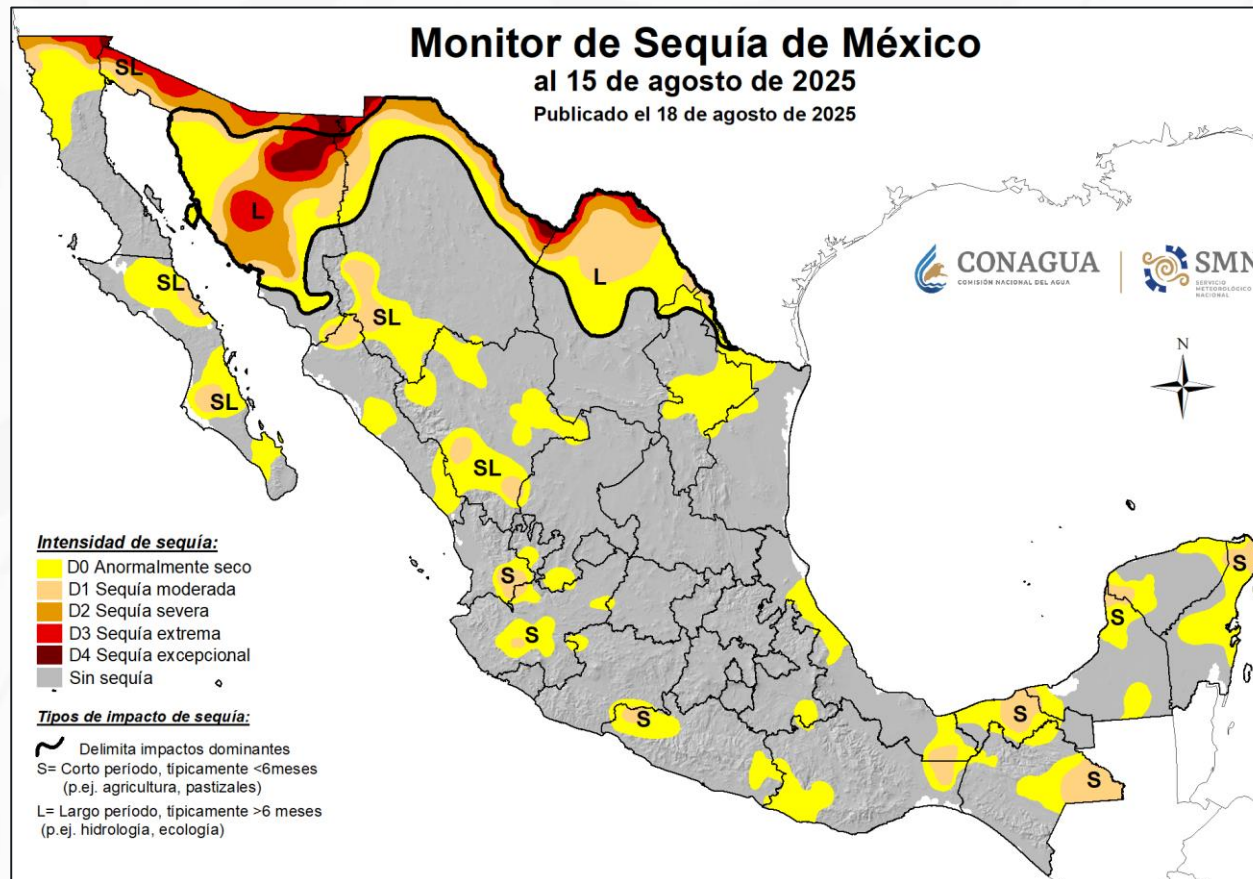 Monitor de Sequía de México
al 15 de agosto de 2025
Publicado el 18 de agosto de 2025
SL
L
L
SL
SL
SL
SL
CONAGUA
COMISIÓN NACIONAL DEL AGUA
SMN
SERVICIO
METEOROLÓGICO
NACIONAL
N
Intensidad de sequía:
D0 Anormalmente seco
D1 Sequía moderada
D2 Sequía severa
D3 Sequía extrema
D4 Sequía excepcional
Sin sequía
Tipos de impacto de sequía:
Delimita impactos dominantes
S= Corto período, típicamente <6meses
(p.ej. agricultura, pastizales)
L= Largo período, típicamente >6 meses
(p.ej. hidrología, ecología)
S
S
S
S
S
S
S